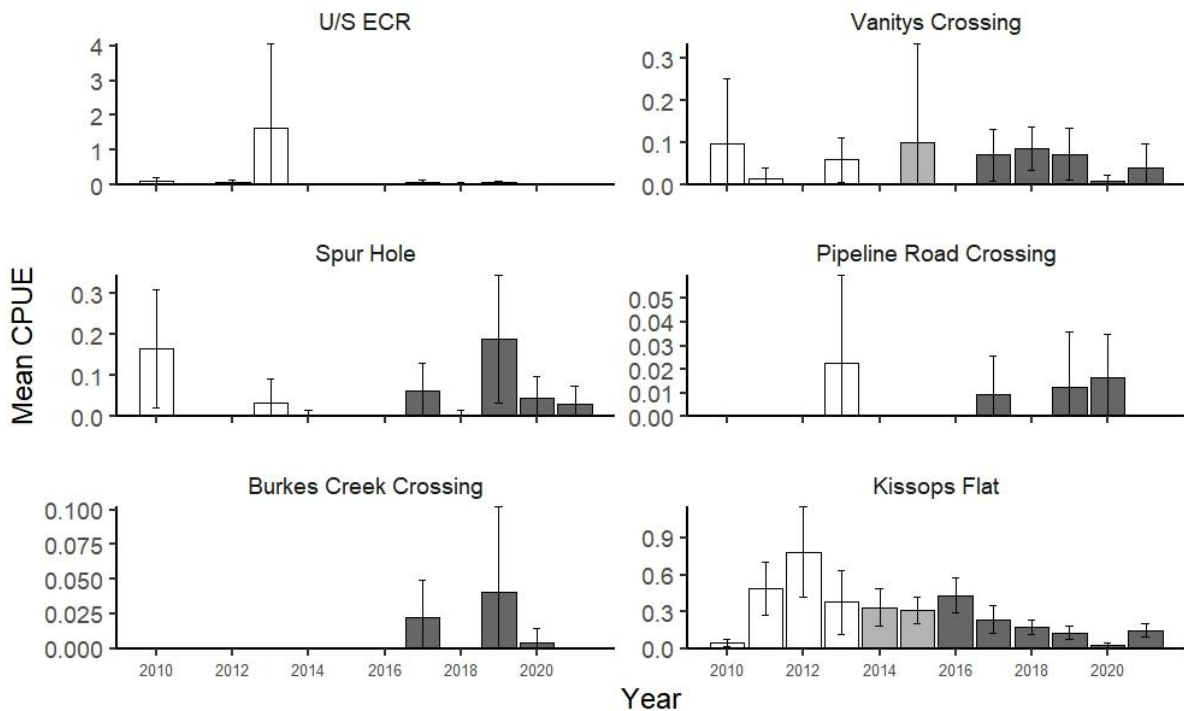 U/S ECR
4
3
2
1
0
Vanitys Crossing
0.3
0.2
0.1
0.0
Mean CPUE
Spur Hole
0.3
0.2
0.1
0.0
Pipeline Road Crossing
0.05
0.04
0.03
0.02
0.01
0.00
Burkes Creek Crossing
0.100
0.075
0.050
0.025
0.000
2010 2012 2014 2016 2018 2020
Kissops Flat
0.9
0.6
0.3
0.0
2010 2012 2014 2016 2018 2020
Year